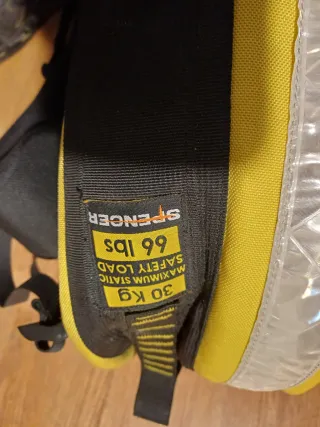 30 Kg
MAXIMUM STATIC
SAFETY LOAD
66 lbs
SPENCER